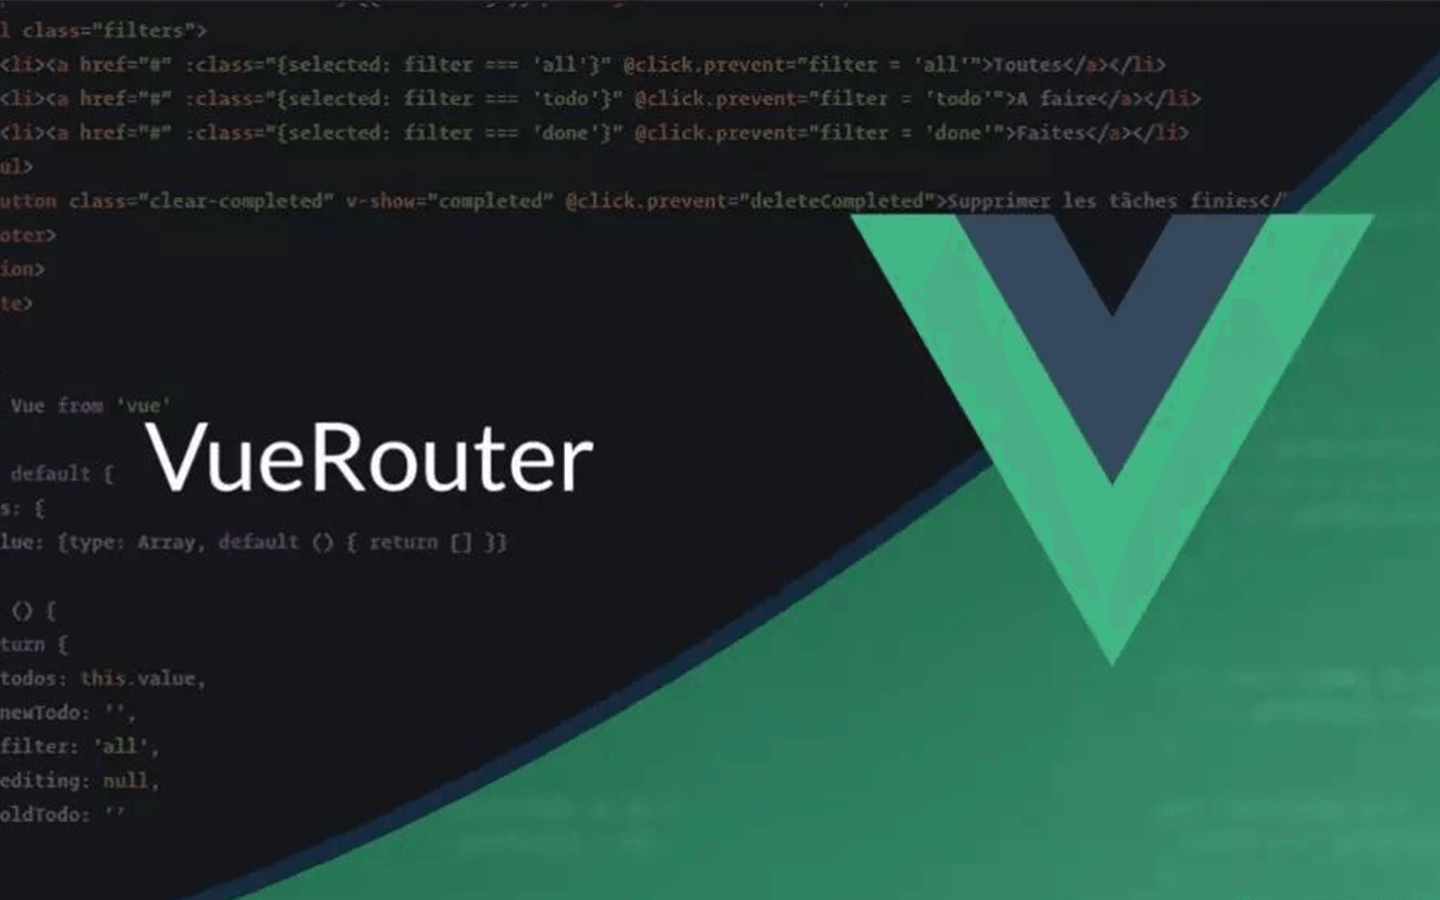 l class="filters">
<li><a href="#" :class="{selected: filter === 'all'}" @click.prevent="filter = 'all'">Toutes</a></li>
<li><a href="#" :class="{selected: filter === 'todo'}" @click.prevent="filter = 'todo'">A faire</a></li>
<li><a href="#" :class="{selected: filter === 'done'}" @click.prevent="filter = 'done'">Faites</a></li>
ul>
utton class="clear-completed" v-show="completed" @click.prevent="deleteCompleted">Supprimer les tâches finies</
oter>
ion>
te>
Vue from 'vue'
VueRouter
default {
s: {
lue: {type: Array, default () { return [] }}
() {
turn {
todos: this.value,
newTodo: '',
filter: 'all',
editing: null,
oldTodo: ''